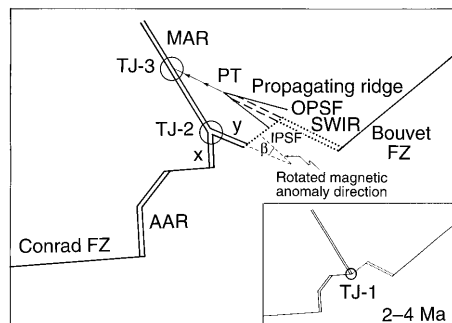 MAR
TJ-3
PT
Propagating ridge
OPSF
SWIR
Bouvet
FZ
TJ-2
y
IPSF
x
β
Rotated magnetic
anomaly direction
AAR
Conrad FZ
TJ-1
2–4 Ma